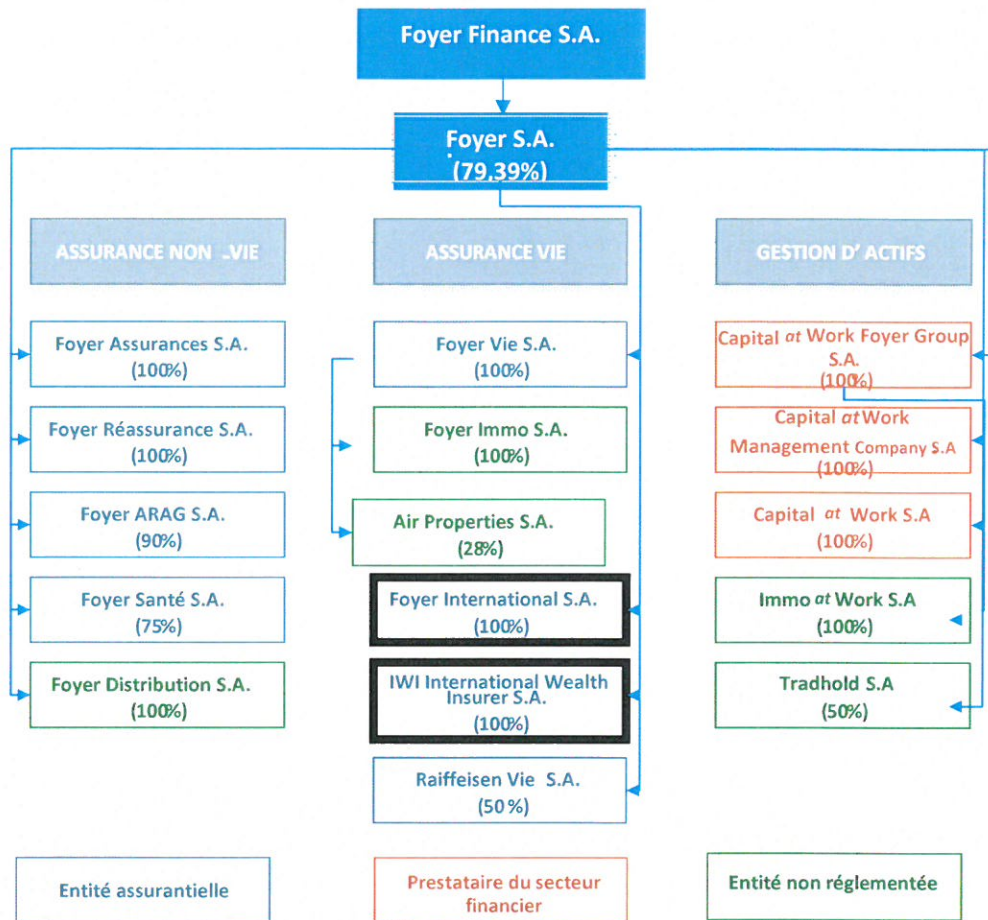 Foyer Finance S.A.
Foyer S.A.
(79,39%)
ASSURANCE NON -VIE
ASSURANCE VIE
GESTION D' ACTIFS
Foyer Assurances S.A.
(100%)
Foyer Réassurance S.A.
(100%)
Foyer ARAG S.A.
(90%)
Foyer Santé S.A.
(75%)
Foyer Distribution S.A.
(100%)
Foyer Vie S.A.
(100%)
Foyer Immo S.A.
(100%)
Air Properties S.A.
(28%)
Foyer International S.A.
(100%)
IWI International Wealth
Insurer S.A.
(100%)
Raiffeisen Vie S.A.
(50%)
Capital at Work Foyer Group
S.A.
(100%)
Capital at Work
Management Company S.A
(100%)
Capital at Work S.A
(100%)
Immo at Work S.A
(100%)
Tradhold S.A
(50%)
Entité assurantielle
Prestataire du secteur
financier
Entité non réglementée